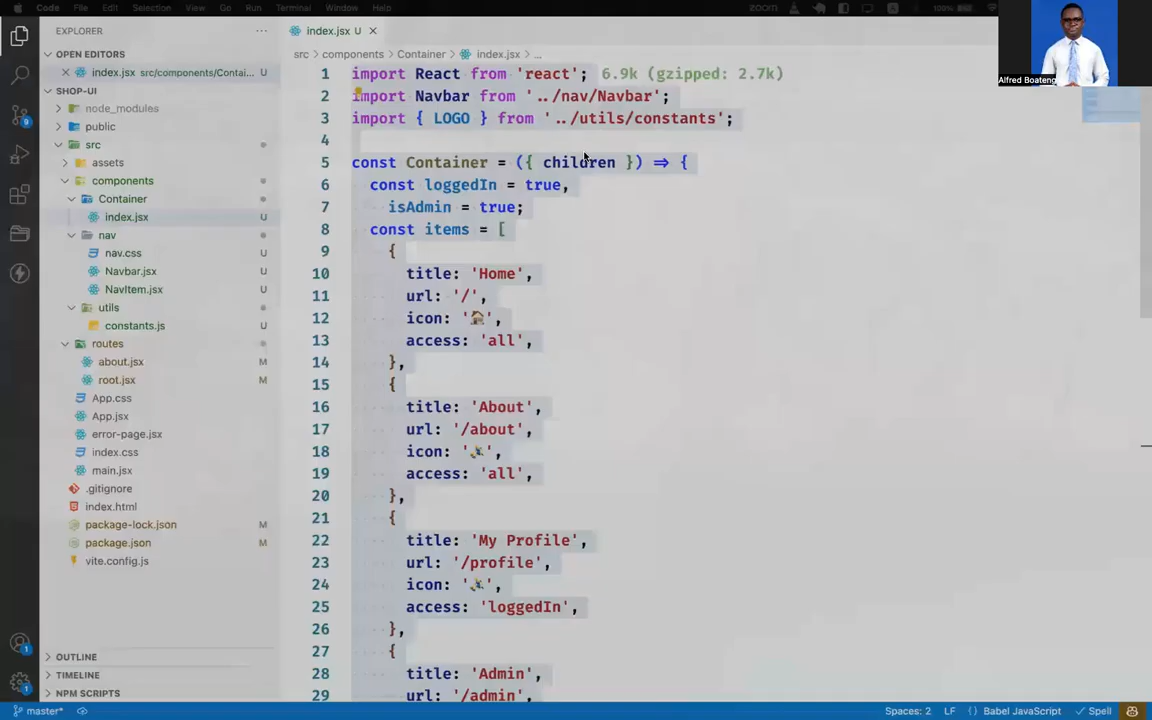 Code File Edit Selection View Go Run Terminal Window Help zoom 100%
Alfred Boateng
EXPLORER
OPEN EDITORS
index.jsx src/components/Contai... U
SHOP-UI
node_modules
public
src
assets
components
Container
index.jsx U
nav
nav.css U
Navbar.jsx U
NavItem.jsx U
utils
constants.js U
routes
about.jsx M
root.jsx M
App.css
App.jsx
error-page.jsx
index.css
main.jsx
.gitignore
index.html
package-lock.json M
package.json M
vite.config.js
OUTLINE
TIMELINE
NPM SCRIPTS
index.jsx U
src > components > Container > index.jsx > ...
1 import React from 'react'; 6.9k (gzipped: 2.7k)
2 import Navbar from '../nav/Navbar';
3 import { LOGO } from '../utils/constants';
4
5 const Container = ({ children }) => {
6 const loggedIn = true,
7 isAdmin = true;
8 const items = [
9 {
10 title: 'Home',
11 url: '/',
12 icon: '🏠',
13 access: 'all',
14 },
15 {
16 title: 'About',
17 url: '/about',
18 icon: '',
19 access: 'all',
20 },
21 {
22 title: 'My Profile',
23 url: '/profile',
24 icon: '',
25 access: 'loggedIn',
26 },
27 {
28 title: 'Admin',
29 url: '/admin',
master* Spaces: 2 LF { } Babel JavaScript Spell